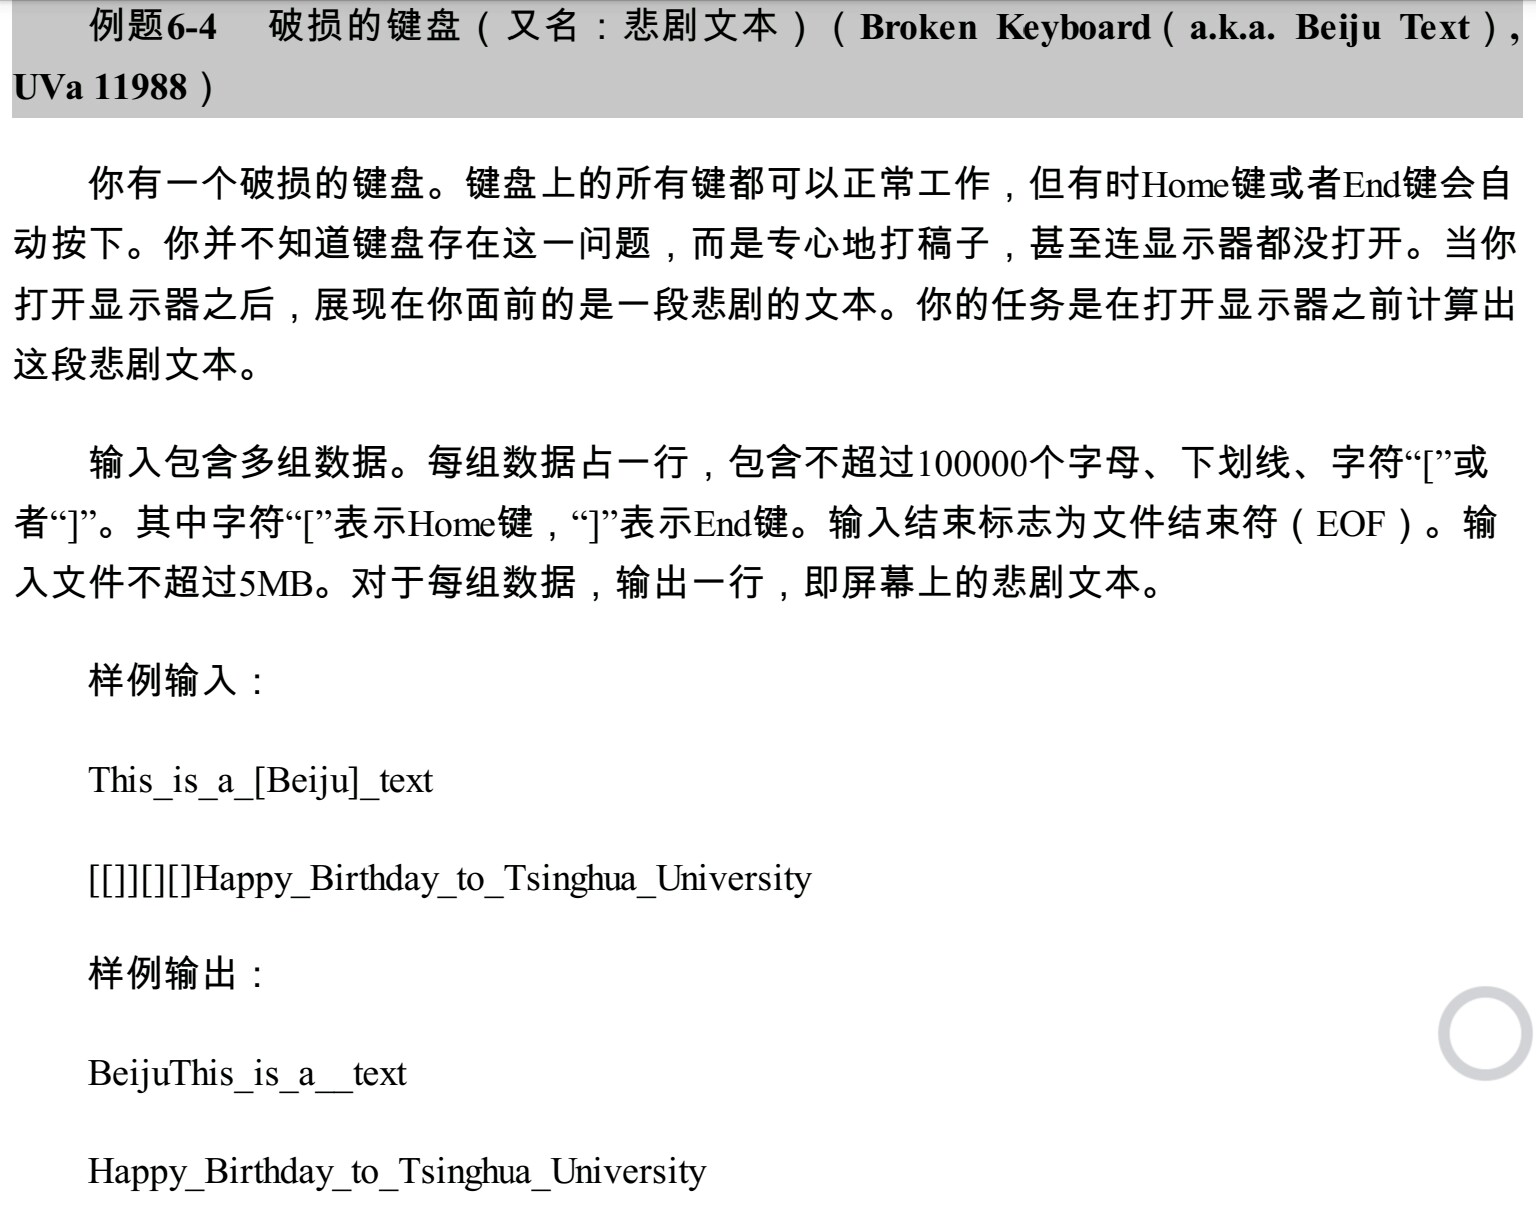 例题6-4 破损的键盘（又名：悲剧文本）（Broken Keyboard（a.k.a. Beiju Text），
UVa 11988）
你有一个破损的键盘。键盘上的所有键都可以正常工作，但有时Home键或者End键会自
动按下。你并不知道键盘存在这一问题，而是专心地打稿子，甚至连显示器都没打开。当你
打开显示器之后，展现在你面前的是一段悲剧的文本。你的任务是在打开显示器之前计算出
这段悲剧文本。
输入包含多组数据。每组数据占一行，包含不超过100000个字母、下划线、字符“[”或
者“]”。其中字符“[”表示Home键，“]”表示End键。输入结束标志为文件结束符（EOF）。输
入文件不超过5MB。对于每组数据，输出一行，即屏幕上的悲剧文本。
样例输入：
This_is_a_[Beiju]_text
[[]][][]Happy_Birthday_to_Tsinghua_University
样例输出：
BeijuThis_is_a__text
Happy_Birthday_to_Tsinghua_University